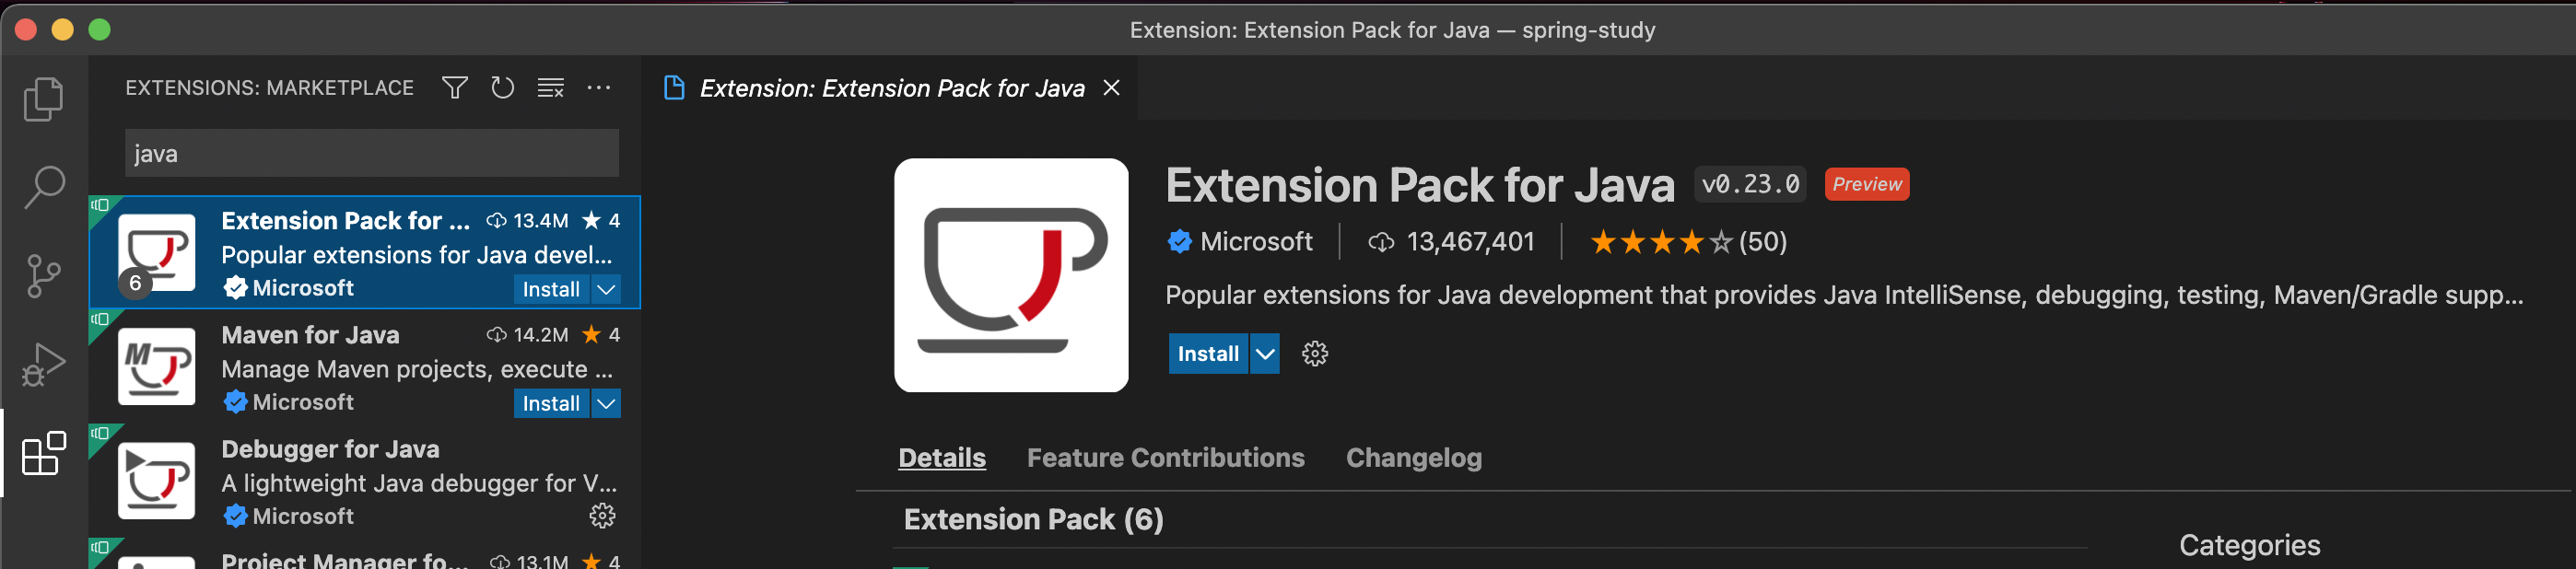 Extension: Extension Pack for Java — spring-study
EXTENSIONS: MARKETPLACE
Extension: Extension Pack for Java
java
Extension Pack for ... 13.4M 4
Popular extensions for Java devel...
6
Microsoft Install
Maven for Java 14.2M 4
Manage Maven projects, execute ...
Microsoft Install
Debugger for Java
A lightweight Java debugger for V...
Microsoft
Project Manager fo... 13.1M 4
Extension Pack for Java v0.23.0 Preview
Microsoft 13,467,401 (50)
Popular extensions for Java development that provides Java IntelliSense, debugging, testing, Maven/Gradle supp...
Install
Details Feature Contributions Changelog
Extension Pack (6)
Categories